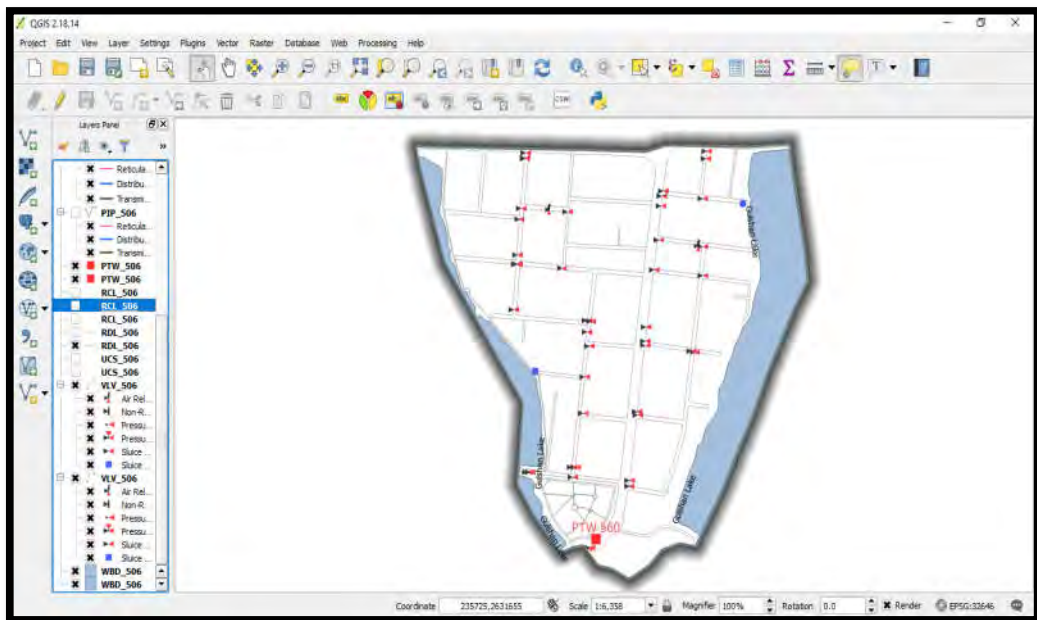 QGIS 2.18.14
Project Edit View Layer Settings Plugins Vector Raster Database Web Processing Help
abc
CSW
Layers Panel
Reticula...
Distribu...
Transmi...
PIP_506
Reticula...
Distribu...
Transmi...
PTW_506
PTW_506
RCL_506
RCL_506
RCL_506
RDL_506
RDL_506
UCS_506
UCS_506
VLV_506
Air Rel...
Non-R...
Pressu...
Pressu...
Sluice ...
Sluice ...
VLV_506
Air Rel...
Non-R...
Pressu...
Pressu...
Sluice ...
Sluice ...
WBD_506
WBD_506
Gulshan Lake
Gulshan Lake
Gulshan Lake
Gulshan Lake
PTW_560
Coordinate 235725,2631655 Scale 1:6,358 Magnifier 100% Rotation 0.0 Render EPSG:32646